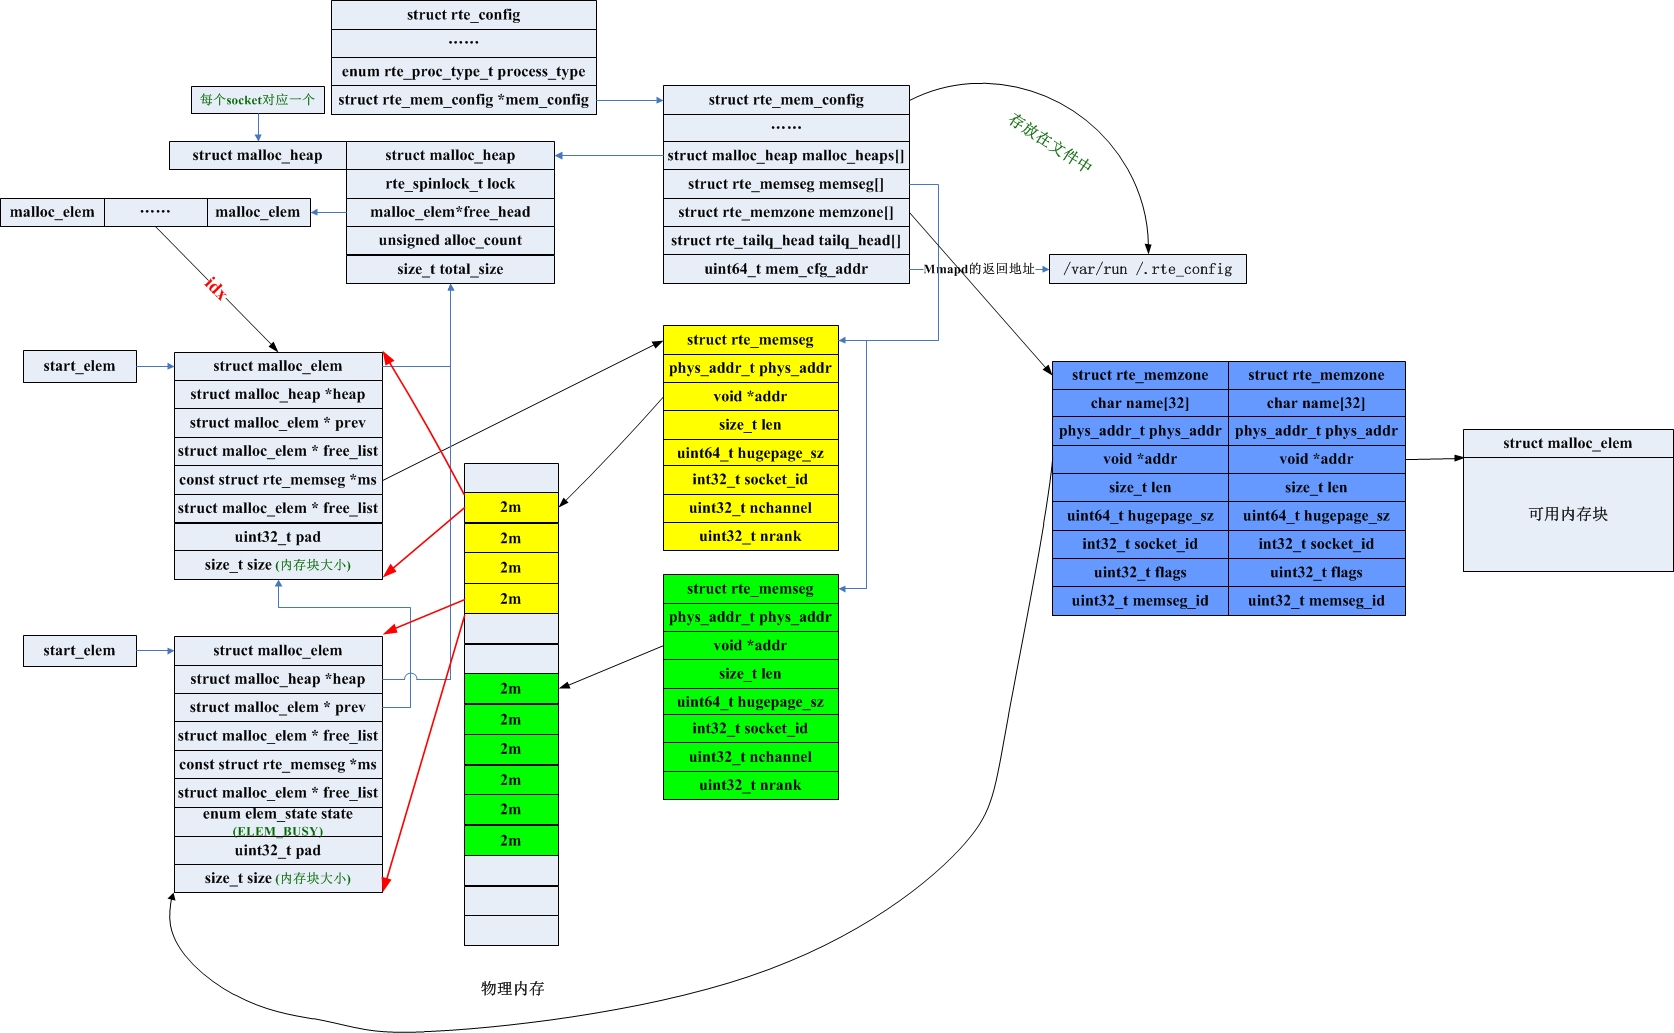 struct rte_config
……
enum rte_proc_type_t process_type
struct rte_mem_config *mem_config
每个socket对应一个
struct malloc_heap
struct malloc_heap
rte_spinlock_t lock
malloc_elem*free_head
unsigned alloc_count
size_t total_size
malloc_elem
……
malloc_elem
idx
struct rte_mem_config
……
struct malloc_heap malloc_heaps[]
struct rte_memseg memseg[]
struct rte_memzone memzone[]
struct rte_tailq_head tailq_head[]
uint64_t mem_cfg_addr
存放在文件中
Mmapd的返回地址
/var/run /.rte_config
start_elem
struct malloc_elem
struct malloc_heap *heap
struct malloc_elem * prev
struct malloc_elem * free_list
const struct rte_memseg *ms
struct malloc_elem * free_list
uint32_t pad
size_t size (内存块大小)
start_elem
struct malloc_elem
struct malloc_heap *heap
struct malloc_elem * prev
struct malloc_elem * free_list
const struct rte_memseg *ms
struct malloc_elem * free_list
enum elem_state state
(ELEM_BUSY)
uint32_t pad
size_t size (内存块大小)
2m
2m
2m
2m
2m
2m
2m
2m
2m
2m
物理内存
struct rte_memseg
phys_addr_t phys_addr
void *addr
size_t len
uint64_t hugepage_sz
int32_t socket_id
uint32_t nchannel
uint32_t nrank
struct rte_memseg
phys_addr_t phys_addr
void *addr
size_t len
uint64_t hugepage_sz
int32_t socket_id
uint32_t nchannel
uint32_t nrank
struct rte_memzone
char name[32]
phys_addr_t phys_addr
void *addr
size_t len
uint64_t hugepage_sz
int32_t socket_id
uint32_t flags
uint32_t memseg_id
struct rte_memzone
char name[32]
phys_addr_t phys_addr
void *addr
size_t len
uint64_t hugepage_sz
int32_t socket_id
uint32_t flags
uint32_t memseg_id
struct malloc_elem
可用内存块